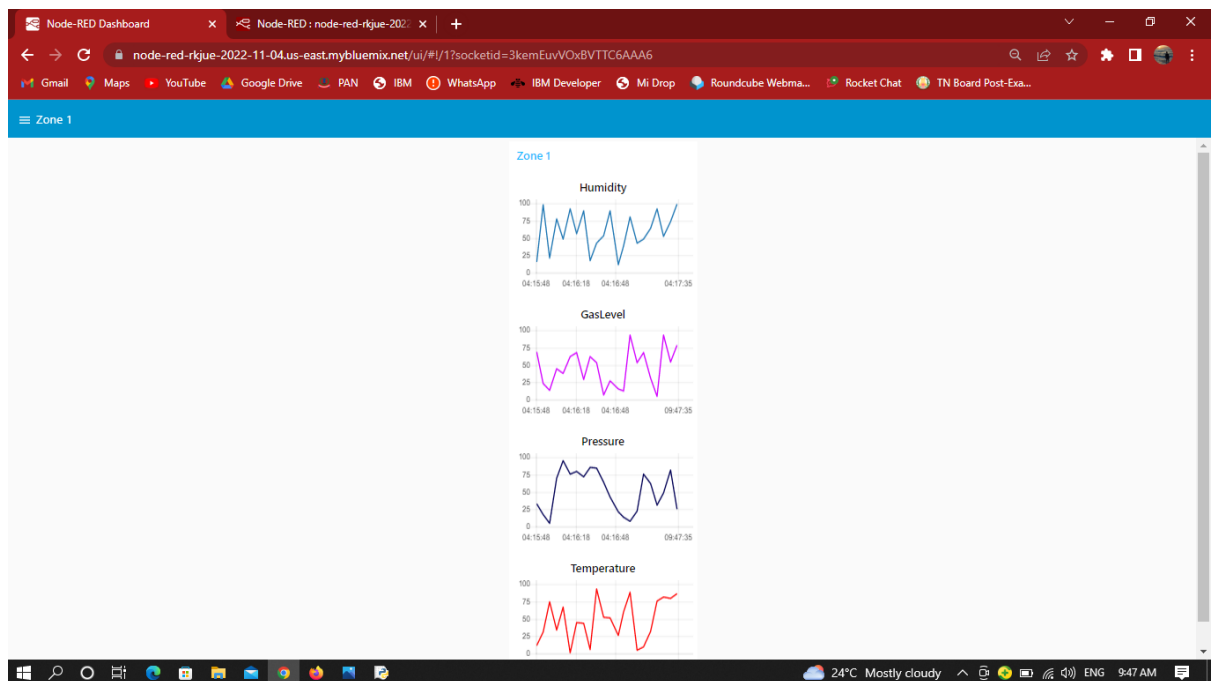 Node-RED Dashboard
Node-RED : node-red-rkjue-2022
node-red-rkjue-2022-11-04.us-east.mybluemix.net/ui/#!/1?socketid=3kemEuvVOxBVTTC6AAA6
Gmail Maps YouTube Google Drive PAN IBM WhatsApp IBM Developer Mi Drop Roundcube Webma... Rocket Chat TN Board Post-Exa...
Zone 1
Zone 1
Humidity
100
75
50
25
0
04:15:48 04:16:18 04:16:48 04:17:35
GasLevel
100
75
50
25
0
04:15:48 04:16:18 04:16:48 09:47:35
Pressure
100
75
50
25
0
04:15:48 04:16:18 04:16:48 09:47:35
Temperature
100
75
50
25
0
24°C Mostly cloudy ENG 9:47 AM